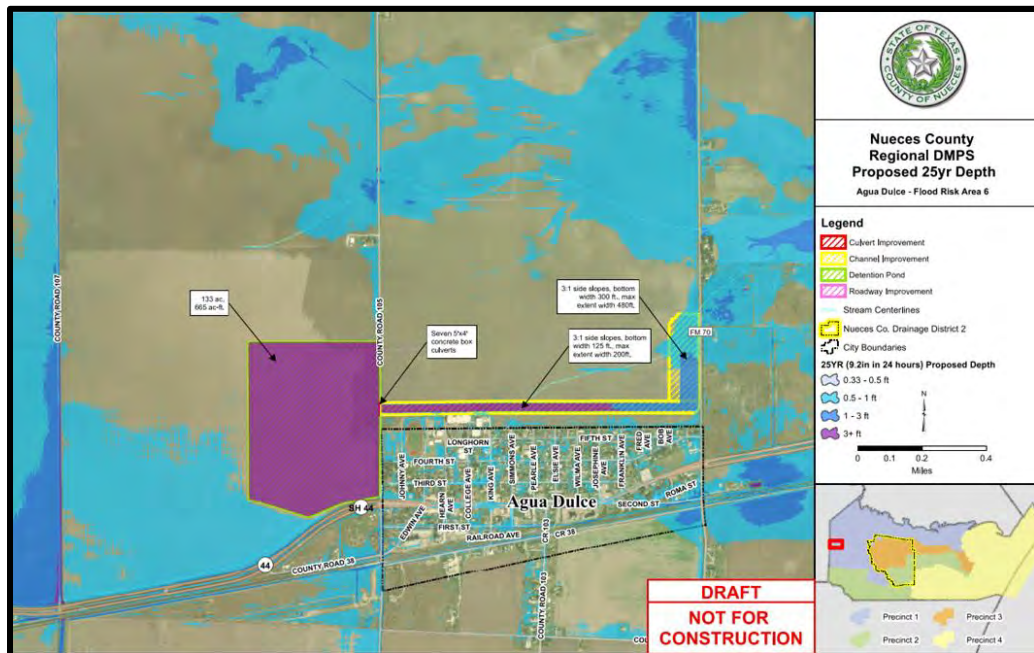 STATE OF TEXAS
COUNTY OF NUECES
Nueces County
Regional DMPS
Proposed 25yr Depth
Agua Dulce - Flood Risk Area 6
Legend
Culvert Improvement
Channel Improvement
Detention Pond
Roadway Improvement
Stream Centerlines
Nueces Co. Drainage District 2
City Boundaries
25YR (9.2in in 24 hours) Proposed Depth
0.33 - 0.5 ft
0.5 - 1 ft
1 - 3 ft
3+ ft
N
0 0.2 0.4
Miles
Precinct 1
Precinct 3
Precinct 2
Precinct 4
COUNTY ROAD 107
COUNTY ROAD 105
133 ac,
665 ac-ft.
Seven 5'x4'
concrete box
culverts
3:1 side slopes, bottom
width 300 ft., max
extent width 480ft.
3:1 side slopes, bottom
width 125 ft., max
extent width 200ft.
FM 70
LONGHORN
ST
FIFTH ST
FRED
AVE
BOB
AVE
FOURTH ST
THIRD ST
JOHNNY AVE
HEARN
AVE
COLLEGE AVE
KING AVE
SIMMONS AVE
PEARLE AVE
ELSIE AVE
WILMA AVE
JOSEPHINE
AVE
FRANKLIN AVE
Agua Dulce
SECOND ST
ROMA ST
EDWIN AVE
FIRST ST
RAILROAD AVE
CR 103
CR 38
SH 44
44
COUNTY ROAD 38
COUNTY ROAD 103
DRAFT
NOT FOR
CONSTRUCTION